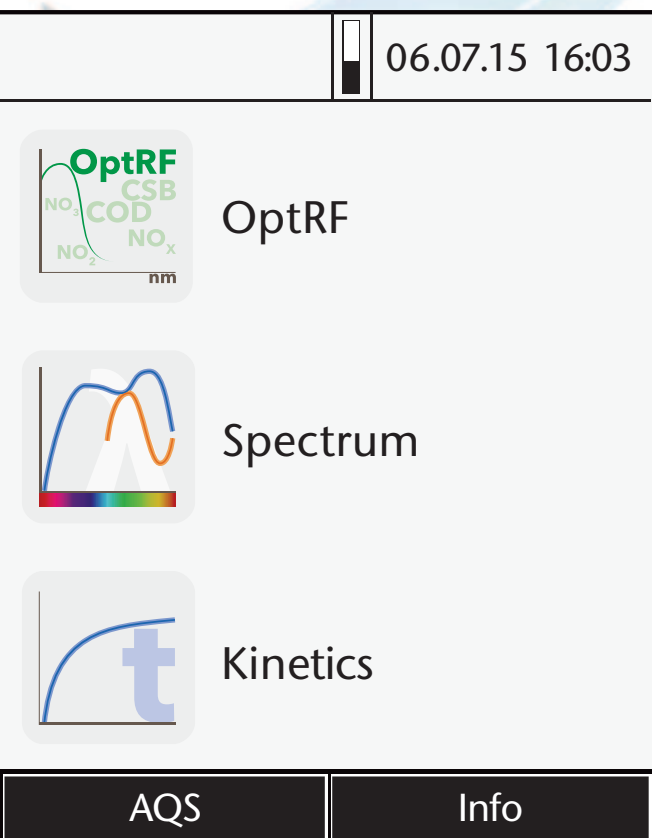 06.07.15 16:03
OptRF
CSB
NO3 COD
NOX
NO2
nm
OptRF
Spectrum
t
Kinetics
AQS Info